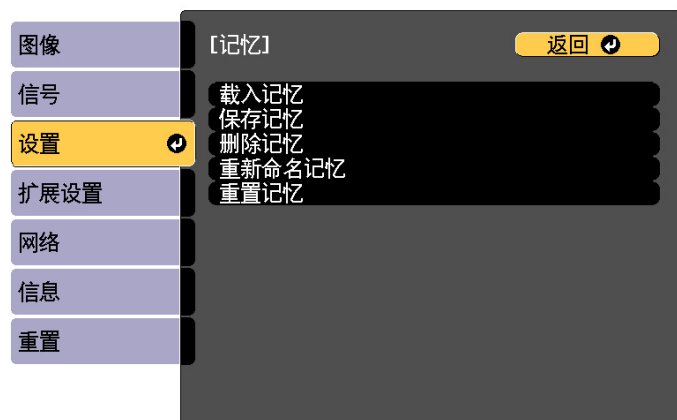 图像
信号
设置
扩展设置
网络
信息
重置
[记忆]
返回
载入记忆
保存记忆
删除记忆
重新命名记忆
重置记忆